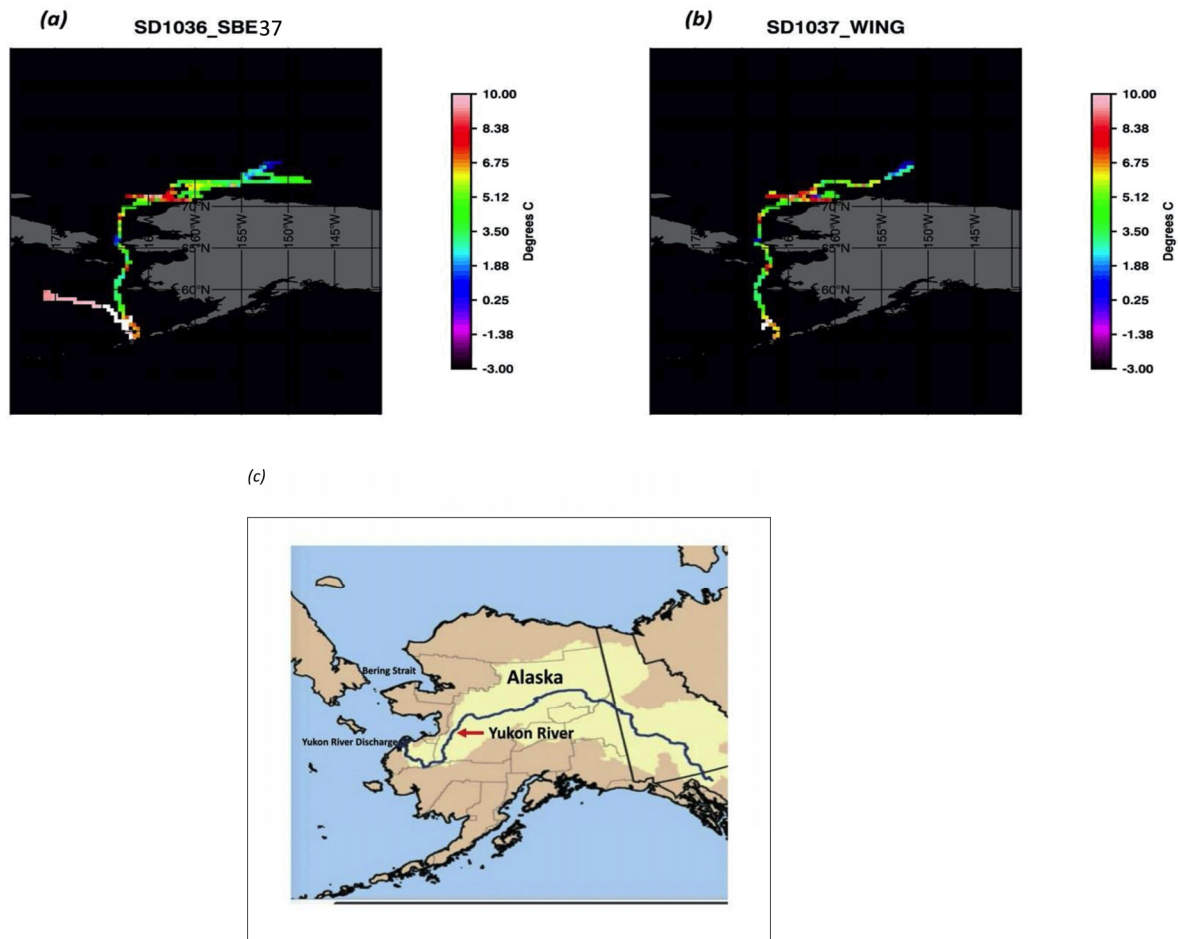 (a)
SD1036_SBE37
10.00
8.38
6.75
5.12
3.50
1.88
0.25
-1.38
-3.00
Degrees C
70°N
65°N
60°N
175°W
160°W
155°W
150°W
145°W
(b)
SD1037_WING
10.00
8.38
6.75
5.12
3.50
1.88
0.25
-1.38
-3.00
Degrees C
70°N
60°N
160°W
155°W
150°W
145°W
(c)
Bering Strait
Alaska
Yukon River Discharge
Yukon River